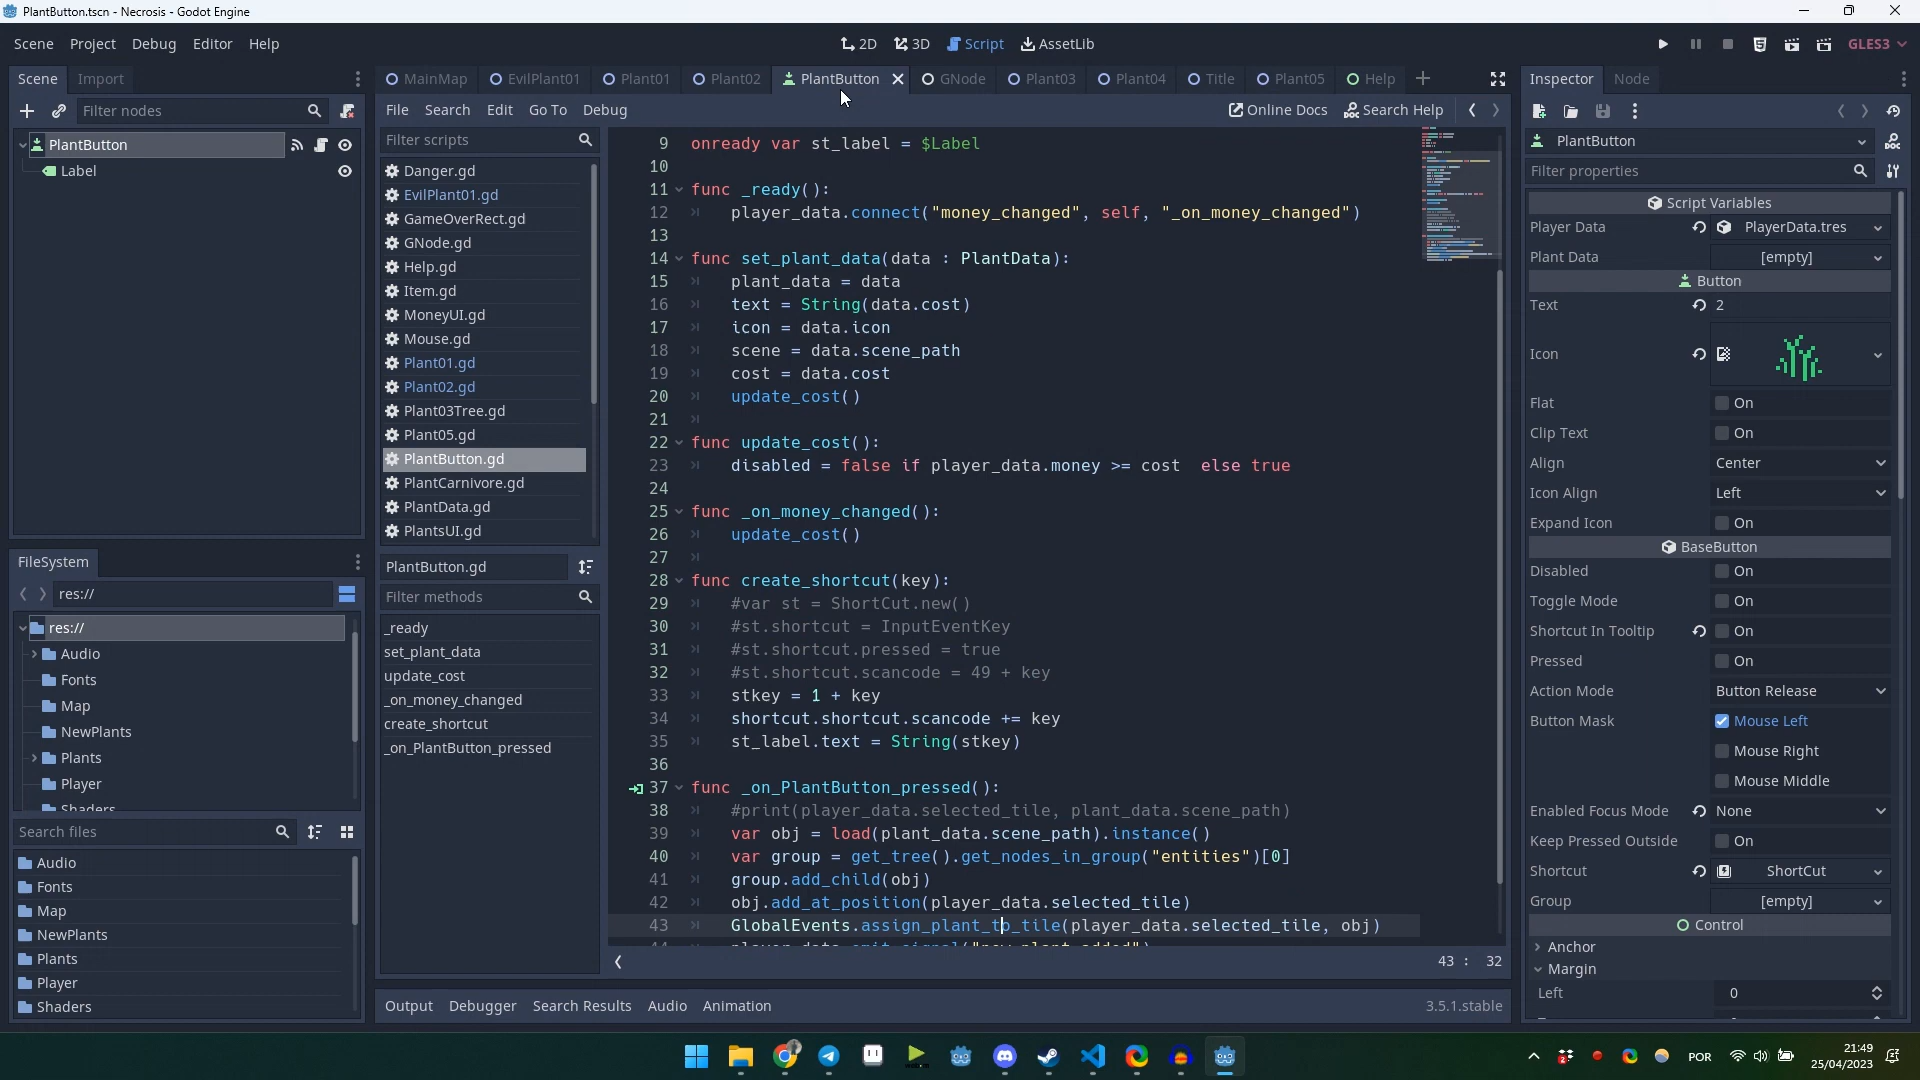 PlantButton.tscn - Necrosis - Godot Engine
Scene Project Debug Editor Help
2D 3D Script AssetLib
GLES3
Scene Import
MainMap EvilPlant01 Plant01 Plant02 PlantButton GNode Plant03 Plant04 Title Plant05 Help
Inspector Node
Filter nodes
File Search Edit Go To Debug
Online Docs Search Help
PlantButton
Label
Filter scripts
Danger.gd
EvilPlant01.gd
GameOverRect.gd
GNode.gd
Help.gd
Item.gd
MoneyUI.gd
Mouse.gd
Plant01.gd
Plant02.gd
Plant03Tree.gd
Plant05.gd
PlantButton.gd
PlantCarnivore.gd
PlantData.gd
PlantsUI.gd
PlantButton.gd
Filter methods
_ready
set_plant_data
update_cost
_on_money_changed
create_shortcut
_on_PlantButton_pressed
9 onready var st_label = $Label
10
11 func _ready():
12 player_data.connect("money_changed", self, "_on_money_changed")
13
14 func set_plant_data(data : PlantData):
15 plant_data = data
16 text = String(data.cost)
17 icon = data.icon
18 scene = data.scene_path
19 cost = data.cost
20 update_cost()
21
22 func update_cost():
23 disabled = false if player_data.money >= cost  else true
24
25 func _on_money_changed():
26 update_cost()
27
28 func create_shortcut(key):
29 #var st = ShortCut.new()
30 #st.shortcut = InputEventKey
31 #st.shortcut.pressed = true
32 #st.shortcut.scancode = 49 + key
33 stkey = 1 + key
34 shortcut.shortcut.scancode += key
35 st_label.text = String(stkey)
36
37 func _on_PlantButton_pressed():
38 #print(player_data.selected_tile, plant_data.scene_path)
39 var obj = load(plant_data.scene_path).instance()
40 var group = get_tree().get_nodes_in_group("entities")[0]
41 group.add_child(obj)
42 obj.add_at_position(player_data.selected_tile)
43 GlobalEvents.assign_plant_to_tile(player_data.selected_tile, obj)
43 : 32
Output Debugger Search Results Audio Animation
3.5.1.stable
FileSystem
res://
res://
Audio
Fonts
Map
NewPlants
Plants
Player
Shaders
Search files
Audio
Fonts
Map
NewPlants
Plants
Player
Shaders
PlantButton
Filter properties
Script Variables
Player Data PlayerData.tres
Plant Data [empty]
Button
Text 2
Icon
Flat On
Clip Text On
Align Center
Icon Align Left
Expand Icon On
BaseButton
Disabled On
Toggle Mode On
Shortcut In Tooltip On
Pressed On
Action Mode Button Release
Button Mask Mouse Left
Mouse Right
Mouse Middle
Enabled Focus Mode None
Keep Pressed Outside On
Shortcut ShortCut
Group [empty]
Control
Anchor
Margin
Left 0
POR
21:49
25/04/2023